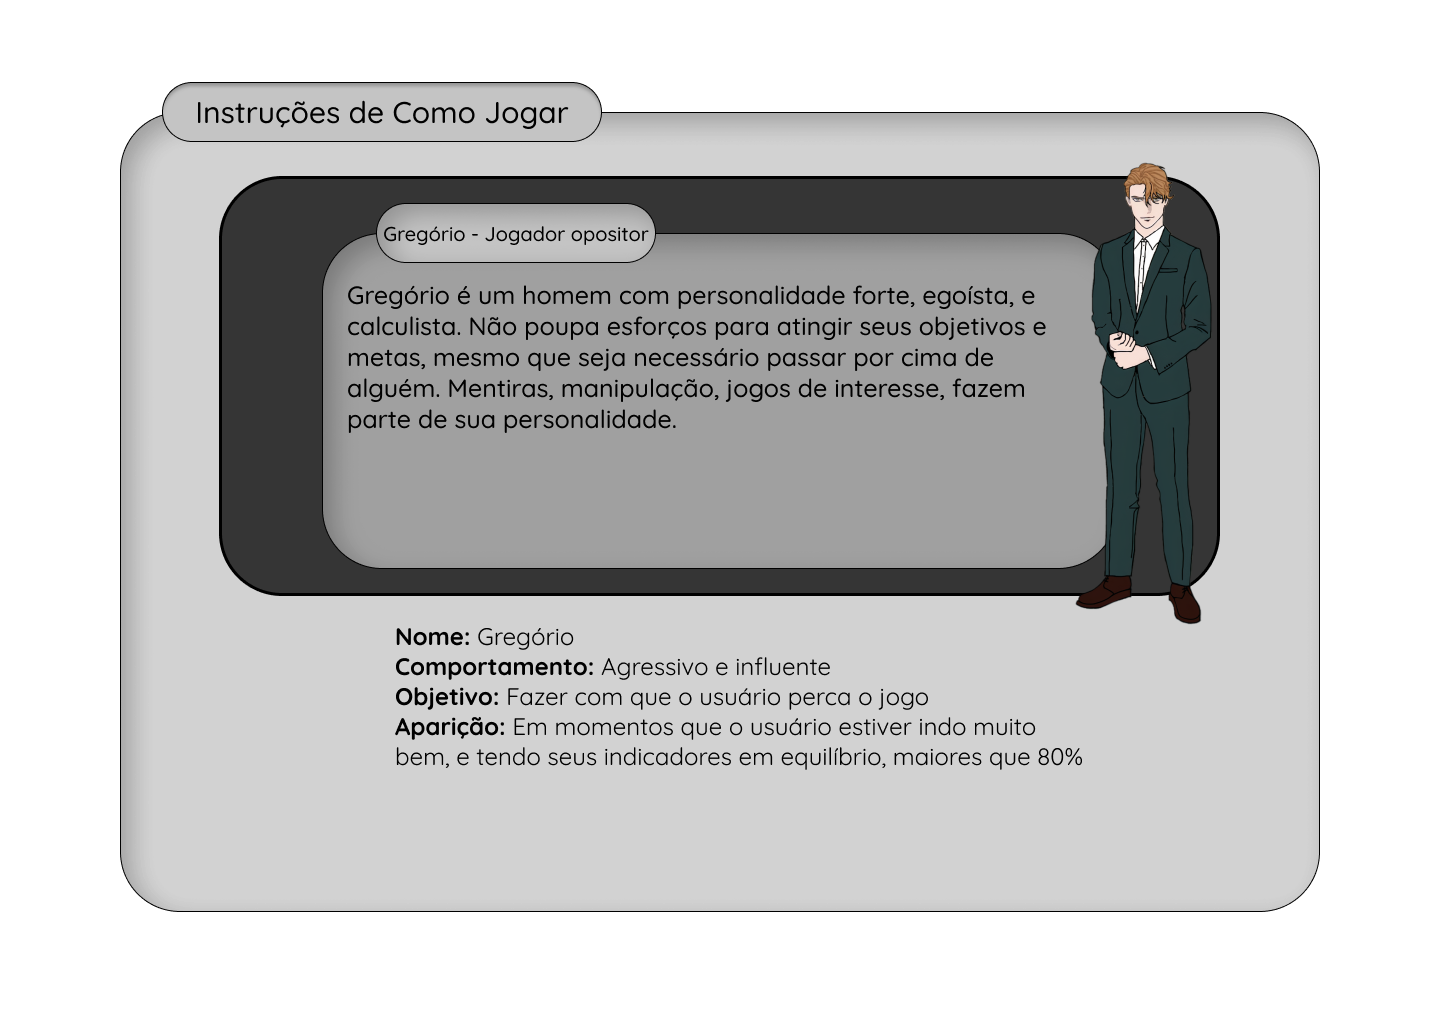 Instruções de Como Jogar
Gregório - Jogador opositor
Gregório é um homem com personalidade forte, egoísta, e
calculista. Não poupa esforços para atingir seus objetivos e
metas, mesmo que seja necessário passar por cima de
alguém. Mentiras, manipulação, jogos de interesse, fazem
parte de sua personalidade.
Nome: Gregório
Comportamento: Agressivo e influente
Objetivo: Fazer com que o usuário perca o jogo
Aparição: Em momentos que o usuário estiver indo muito
bem, e tendo seus indicadores em equilíbrio, maiores que 80%